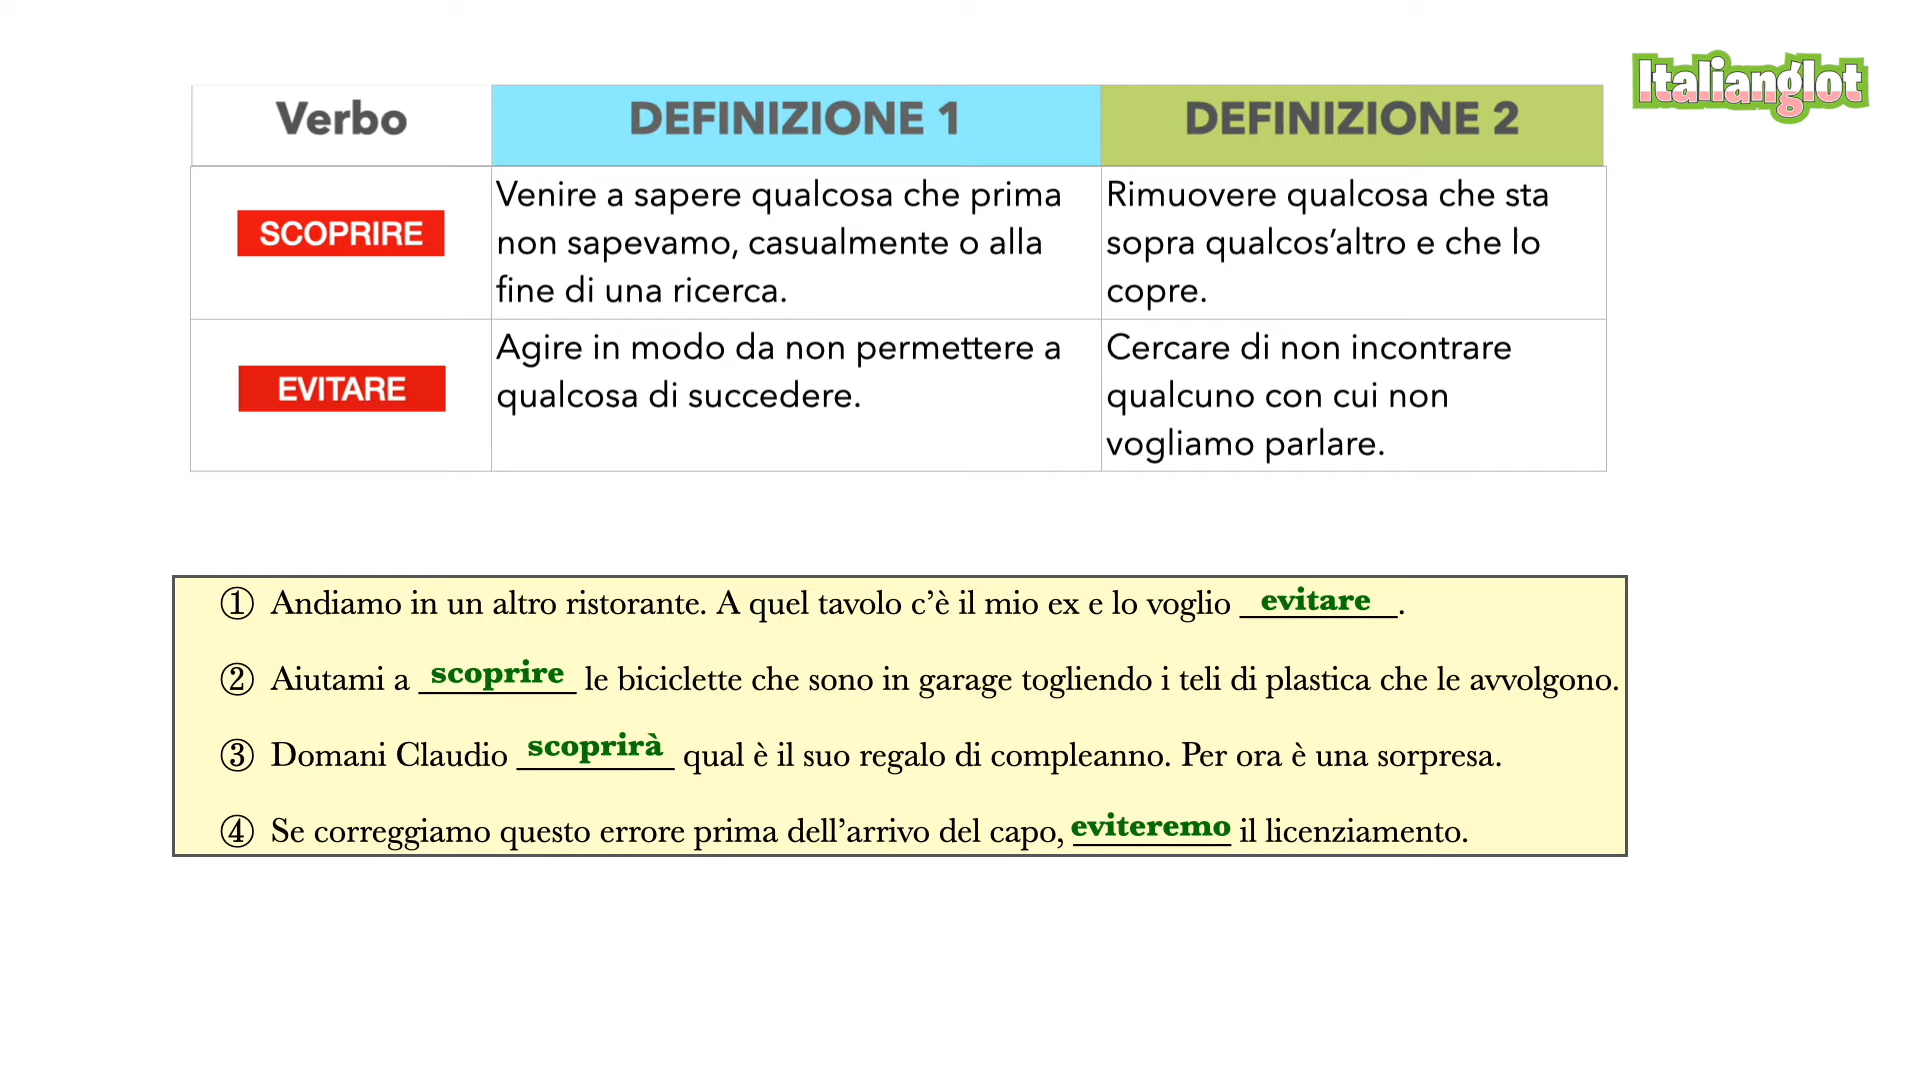 Italianglot
Verbo DEFINIZIONE 1 DEFINIZIONE 2
SCOPRIRE
Venire a sapere qualcosa che prima
non sapevamo, casualmente o alla
fine di una ricerca.
Rimuovere qualcosa che sta
sopra qualcos’altro e che lo
copre.
EVITARE
Agire in modo da non permettere a
qualcosa di succedere.
Cercare di non incontrare
qualcuno con cui non
vogliamo parlare.
① Andiamo in un altro ristorante. A quel tavolo c’è il mio ex e lo voglio evitare.
② Aiutami a scoprire le biciclette che sono in garage togliendo i teli di plastica che le avvolgono.
③ Domani Claudio scoprirà qual è il suo regalo di compleanno. Per ora è una sorpresa.
④ Se correggiamo questo errore prima dell’arrivo del capo, eviteremo il licenziamento.